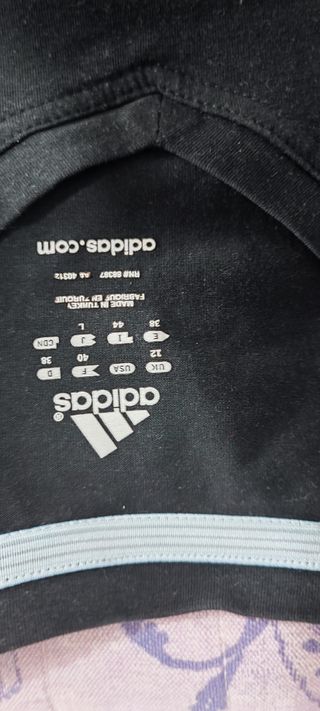 adidas®
UK USA F D
12 40 38
E I J CDN
38 44 L
MADE IN TURKEY
FABRIQUE EN TURQUIE
RN# 88387 CA 40312
adidas.com